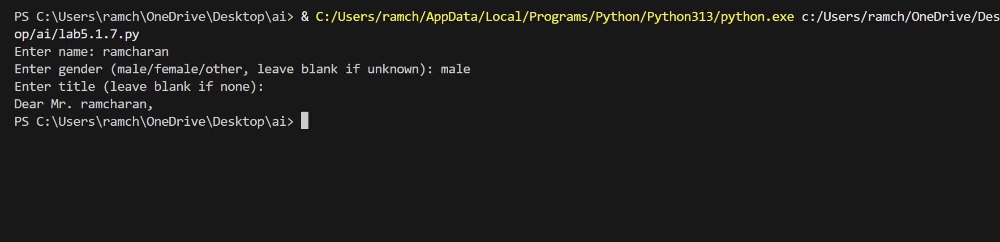 PS C:\Users\ramch\OneDrive\Desktop\ai> & C:/Users/ramch/AppData/Local/Programs/Python/Python313/python.exe c:/Users/ramch/OneDrive/Des
op/ai/lab5.1.7.py
Enter name: ramcharan
Enter gender (male/female/other, leave blank if unknown): male
Enter title (leave blank if none):
Dear Mr. ramcharan,
PS C:\Users\ramch\OneDrive\Desktop\ai>